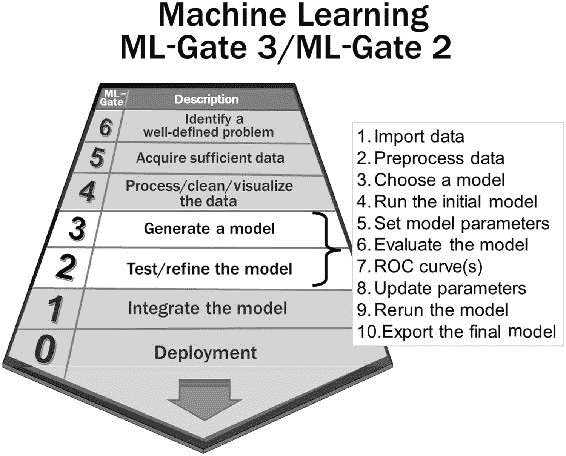 Machine Learning
ML-Gate 3/ML-Gate 2
ML-
Gate
Description
6
Identify a
well-defined problem
5
Acquire sufficient data
4
Process/clean/visualize
the data
3
Generate a model
2
Test/refine the model
1
Integrate the model
0
Deployment
1. Import data
2. Preprocess data
3. Choose a model
4. Run the initial model
5. Set model parameters
6. Evaluate the model
7. ROC curve(s)
8. Update parameters
9. Rerun the model
10. Export the final model